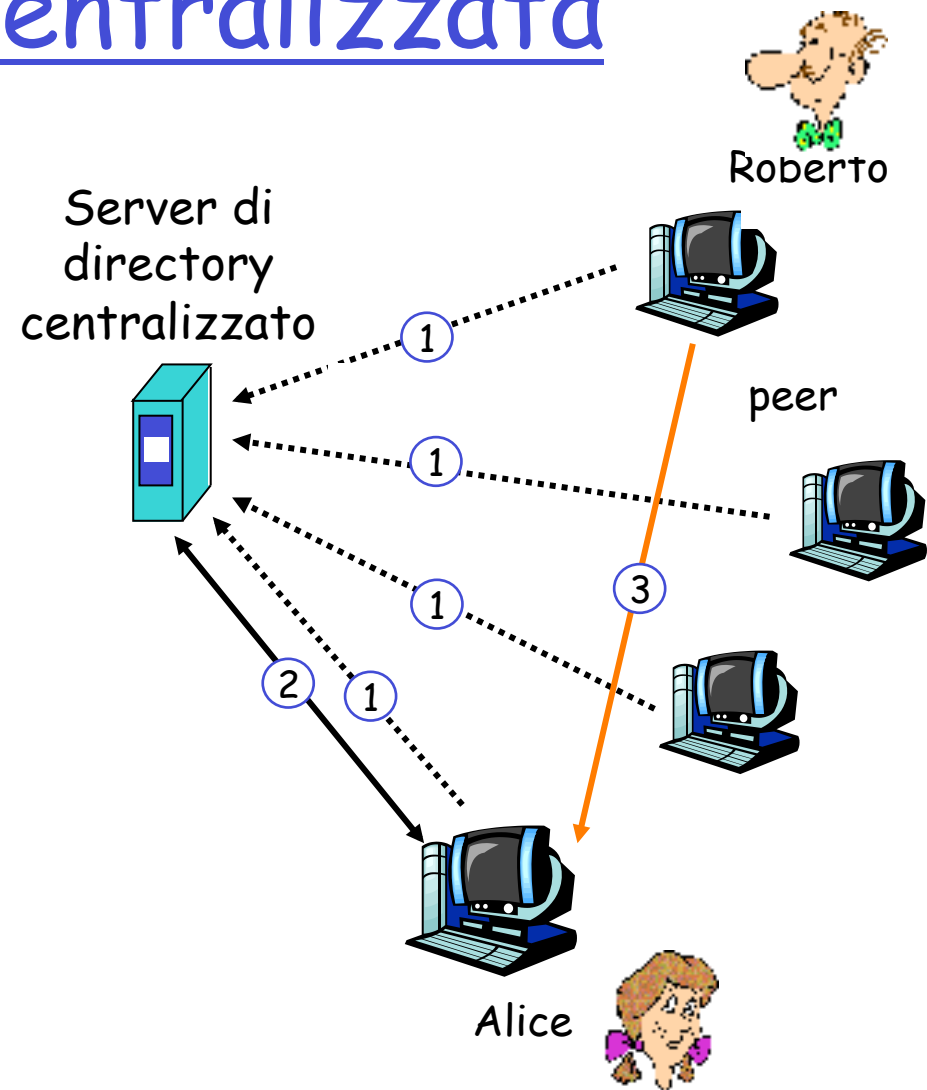 entralizzata
Roberto
Server di
directory
centralizzato
1
peer
1
3
1
2
1
Alice